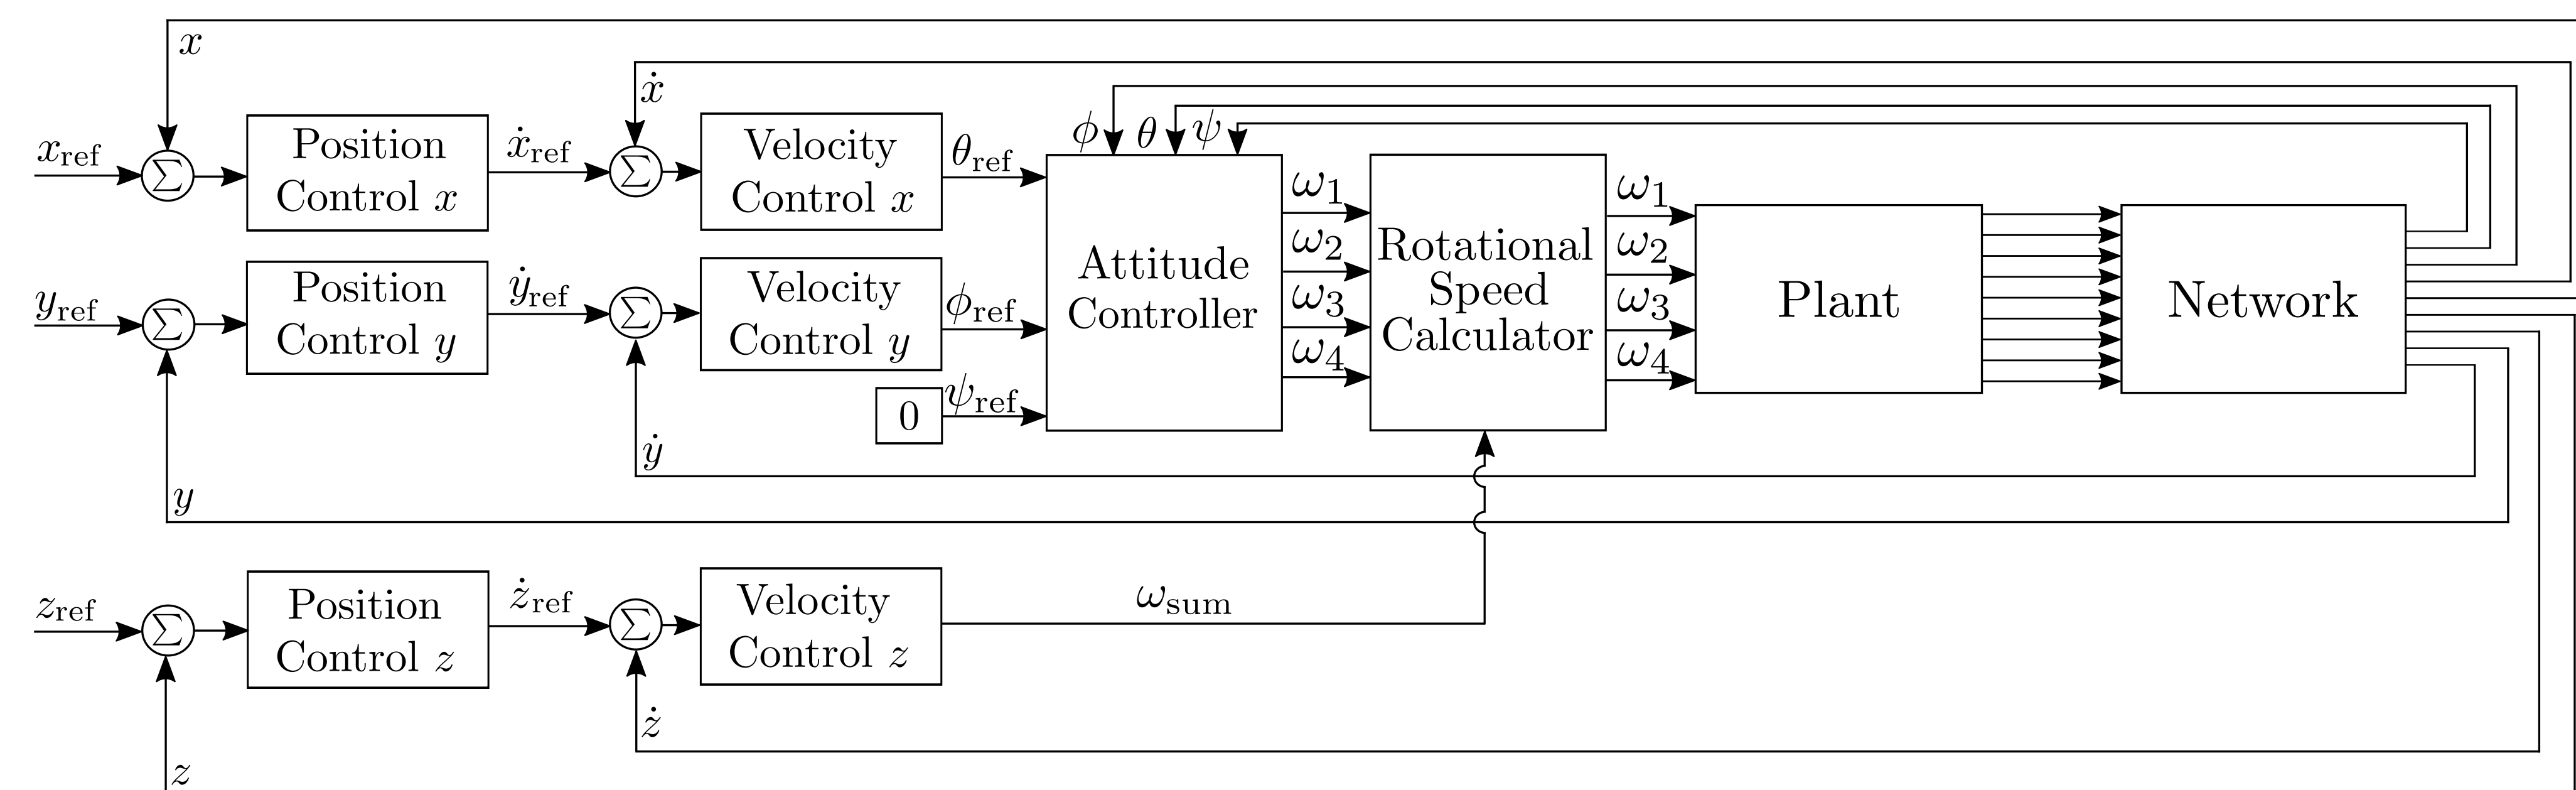 x
ẋ
ϕ θ ψ
x_ref Σ Position Control x ẋ_ref Σ Velocity Control x θ_ref
y_ref Σ Position Control y ẏ_ref Σ Velocity Control y ϕ_ref
0 ψ_ref
ẏ
y
Attitude
Controller
ω1
ω2
ω3
ω4
Rotational
Speed
Calculator
ω1
ω2
ω3
ω4
Plant
Network
z_ref Σ Position Control z ż_ref Σ Velocity Control z ω_sum
ż
z